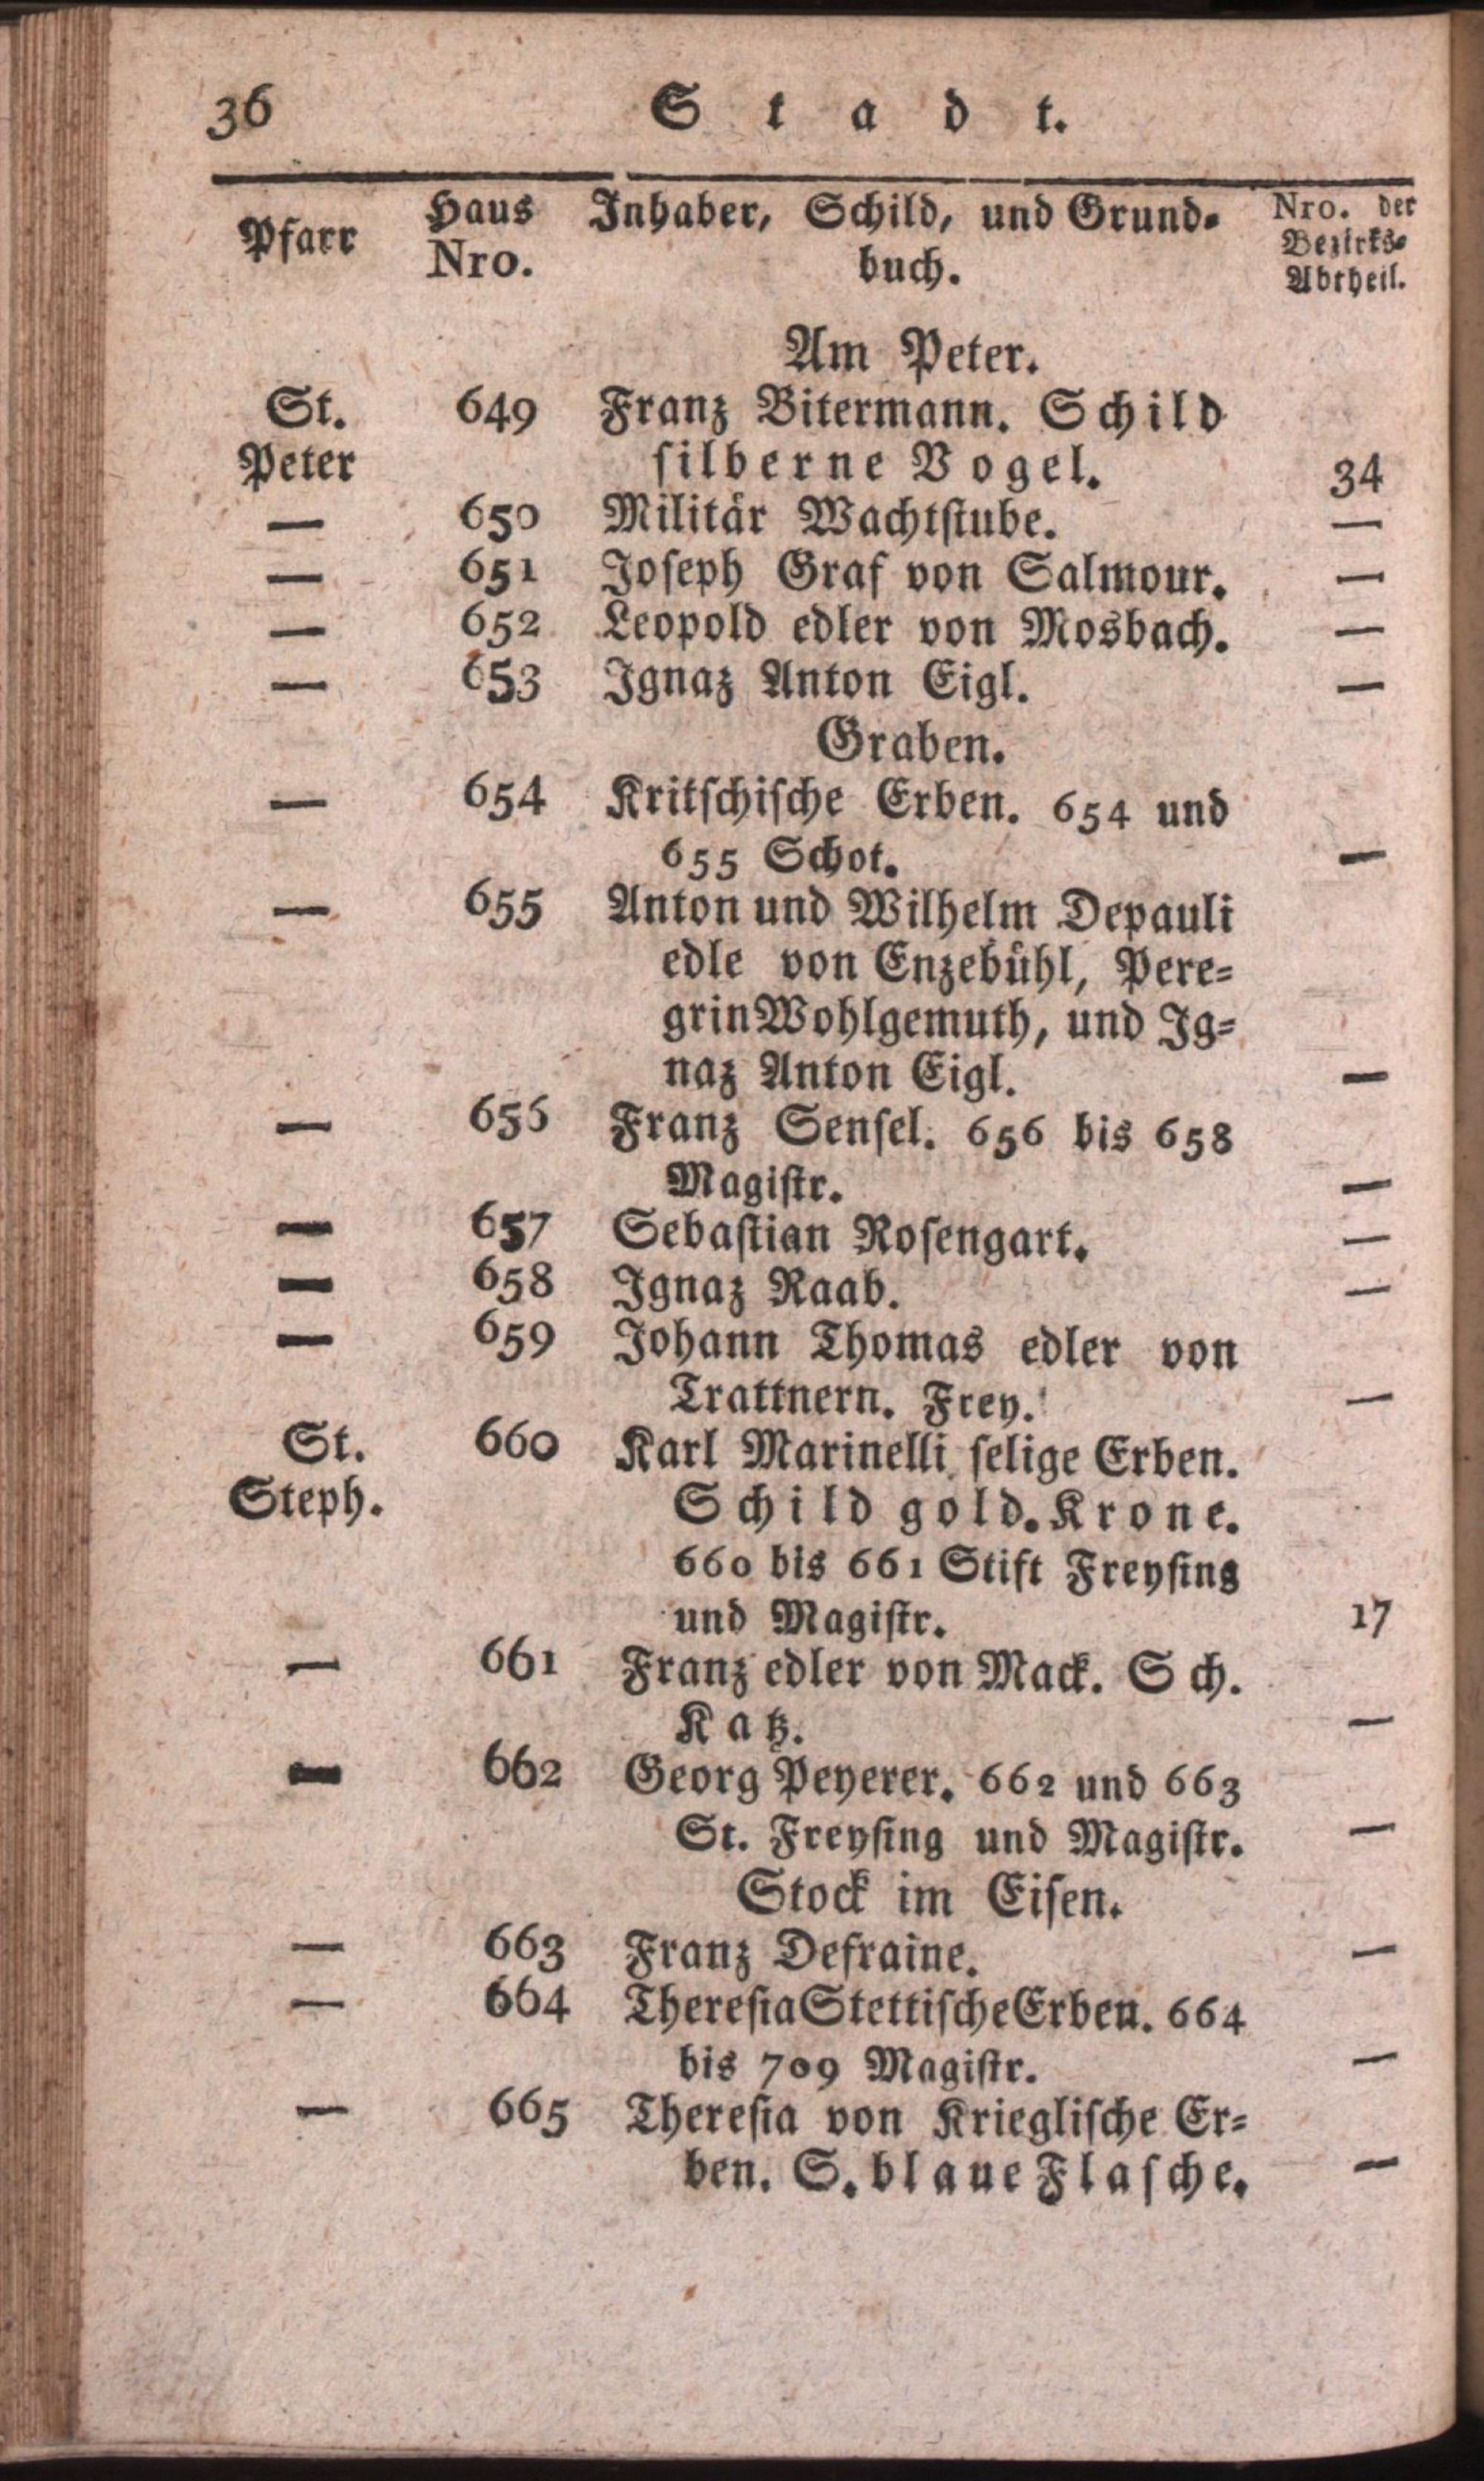 36 Stadt.
Pfarr Haus Nro. Inhaber, Schild, und Grund= buch. Nro. der Bezirks= Abtheil.
Am Peter.
St. 649 Franz Bitermann. Schild
Peter silberne Vogel. 34
— 650 Militär Wachtstube. —
— 651 Joseph Graf von Salmour. —
— 652 Leopold edler von Mosbach. —
— 653 Ignaz Anton Eigl. —
Graben.
— 654 Kritschische Erben. 654 und
655 Schot. —
— 655 Anton und Wilhelm Depauli
edle von Enzebühl, Pere=
grin Wohlgemuth, und Ig=
naz Anton Eigl. —
— 656 Franz Sensel. 656 bis 658
Magistr. —
— 657 Sebastian Rosengart. —
— 658 Ignaz Raab. —
— 659 Johann Thomas edler von
Trattnern. Frey. —
St. 660 Karl Marinelli selige Erben.
Steph. Schild gold. Krone.
660 bis 661 Stift Freysing
und Magistr. 17
— 661 Franz edler von Mack. Sch.
Katz. —
— 662 Georg Peyerer. 662 und 663
St. Freysing und Magistr. —
Stock im Eisen.
— 663 Franz Defraine. —
— 664 Theresia Stettische Erben. 664
bis 709 Magistr. —
— 665 Theresia von Krieglische Er=
ben. S. blaue Flasche. —